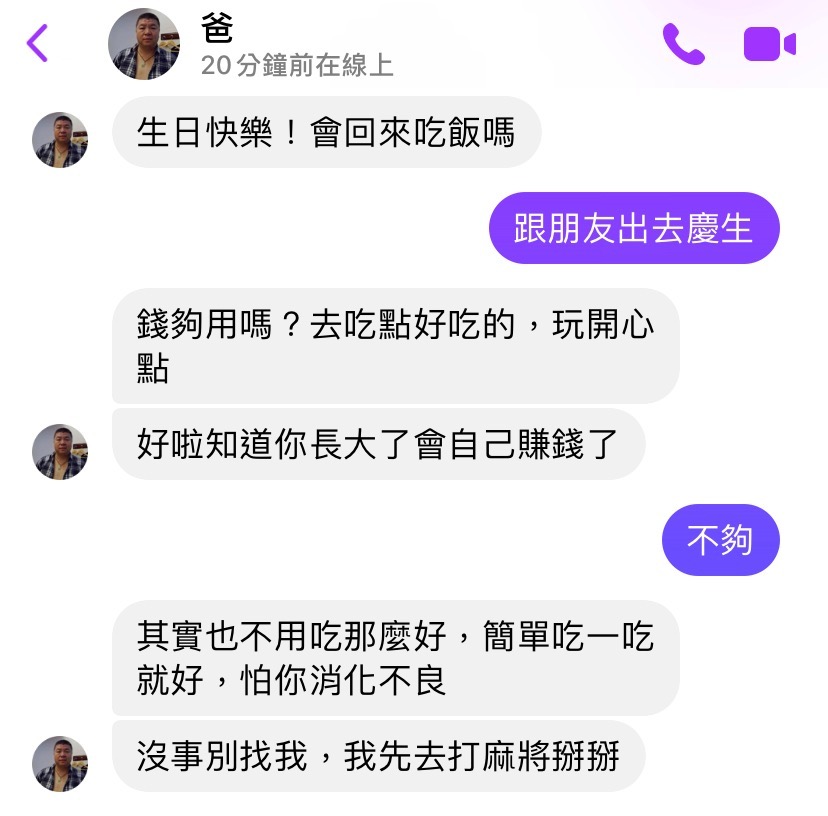 爸
20分鐘前在線上
生日快樂！會回來吃飯嗎
跟朋友出去慶生
錢夠用嗎？去吃點好吃的，玩開心
點
好啦知道你長大了會自己賺錢了
不夠
其實也不用吃那麼好，簡單吃一吃
就好，怕你消化不良
沒事別找我，我先去打麻將掰掰